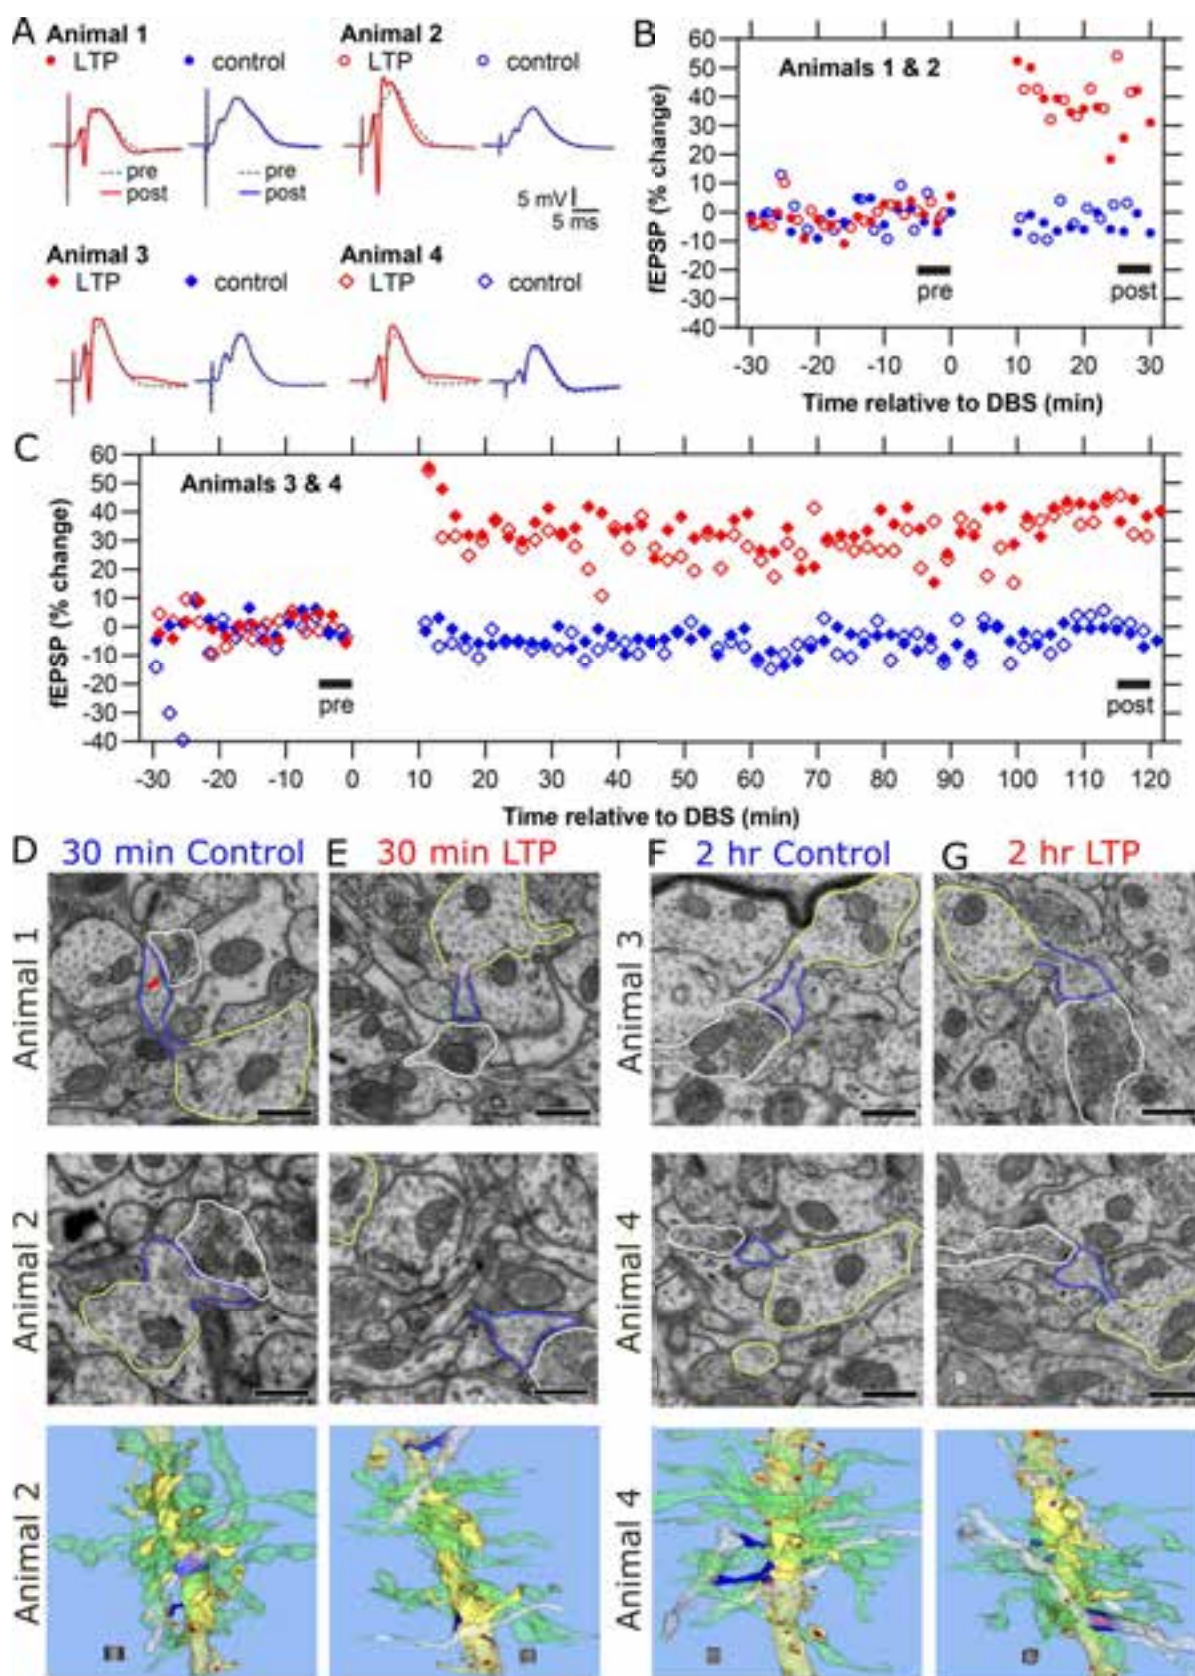 A
Animal 1
LTP
control
pre
post
pre
post
Animal 2
LTP
control
5 mV
5 ms
Animal 3
LTP
control
Animal 4
LTP
control
B
Animals 1 & 2
fEPSP (% change)
60
50
40
30
20
10
0
-10
-20
-30
-40
pre
post
-30 -20 -10 0 10 20 30
Time relative to DBS (min)
C
Animals 3 & 4
fEPSP (% change)
60
50
40
30
20
10
0
-10
-20
-30
-40
pre
post
-30 -20 -10 0 10 20 30 40 50 60 70 80 90 100 110 120
Time relative to DBS (min)
D 30 min Control
E 30 min LTP
F 2 hr Control
G 2 hr LTP
Animal 1
Animal 3
Animal 2
Animal 4
Animal 2
Animal 4